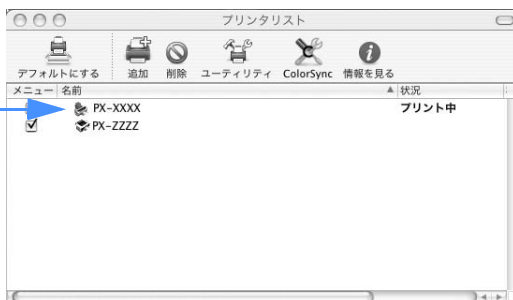 プリンタリスト
デフォルトにする 追加 削除 ユーティリティ ColorSync 情報を見る
メニュー 名前 状況
PX-XXXX プリント中
PX-ZZZZ